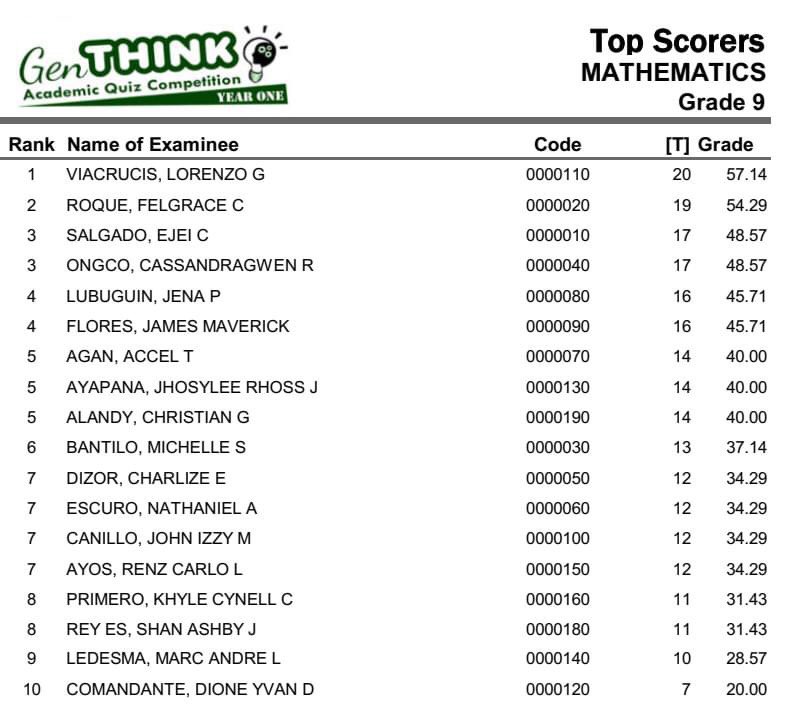 GenTHINK
Academic Quiz Competition
YEAR ONE
Top Scorers
MATHEMATICS
Grade 9
Rank Name of Examinee Code [T] Grade
1 VIACRUCIS, LORENZO G 0000110 20 57.14
2 ROQUE, FELGRACE C 0000020 19 54.29
3 SALGADO, EJEI C 0000010 17 48.57
3 ONGCO, CASSANDRAGWEN R 0000040 17 48.57
4 LUBUGUIN, JENA P 0000080 16 45.71
4 FLORES, JAMES MAVERICK 0000090 16 45.71
5 AGAN, ACCEL T 0000070 14 40.00
5 AYAPANA, JHOSYLEE RHOSS J 0000130 14 40.00
5 ALANDY, CHRISTIAN G 0000190 14 40.00
6 BANTILO, MICHELLE S 0000030 13 37.14
7 DIZOR, CHARLIZE E 0000050 12 34.29
7 ESCURO, NATHANIEL A 0000060 12 34.29
7 CANILLO, JOHN IZZY M 0000100 12 34.29
7 AYOS, RENZ CARLO L 0000150 12 34.29
8 PRIMERO, KHYLE CYNELL C 0000160 11 31.43
8 REY ES, SHAN ASHBY J 0000180 11 31.43
9 LEDESMA, MARC ANDRE L 0000140 10 28.57
10 COMANDANTE, DIONE YVAN D 0000120 7 20.00